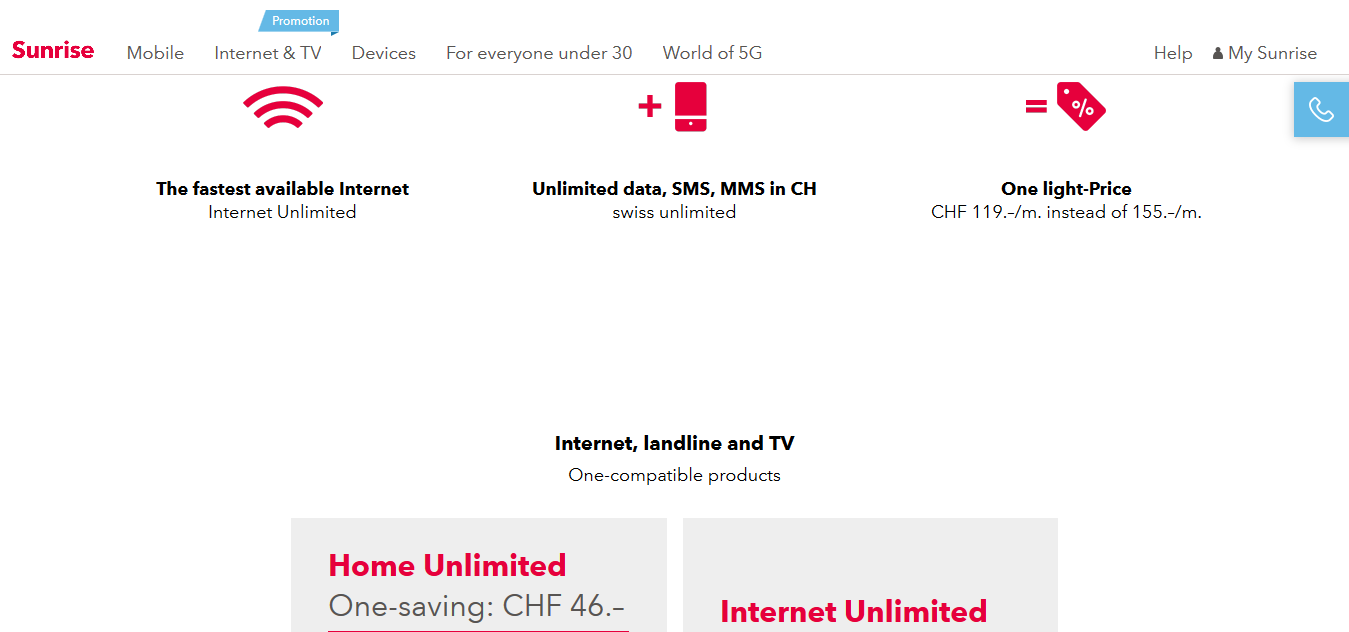 Promotion
Sunrise Mobile Internet & TV Devices For everyone under 30 World of 5G Help My Sunrise
The fastest available Internet
Internet Unlimited
Unlimited data, SMS, MMS in CH
swiss unlimited
One light-Price
CHF 119.–/m. instead of 155.–/m.
Internet, landline and TV
One-compatible products
Home Unlimited
One-saving: CHF 46.–
Internet Unlimited